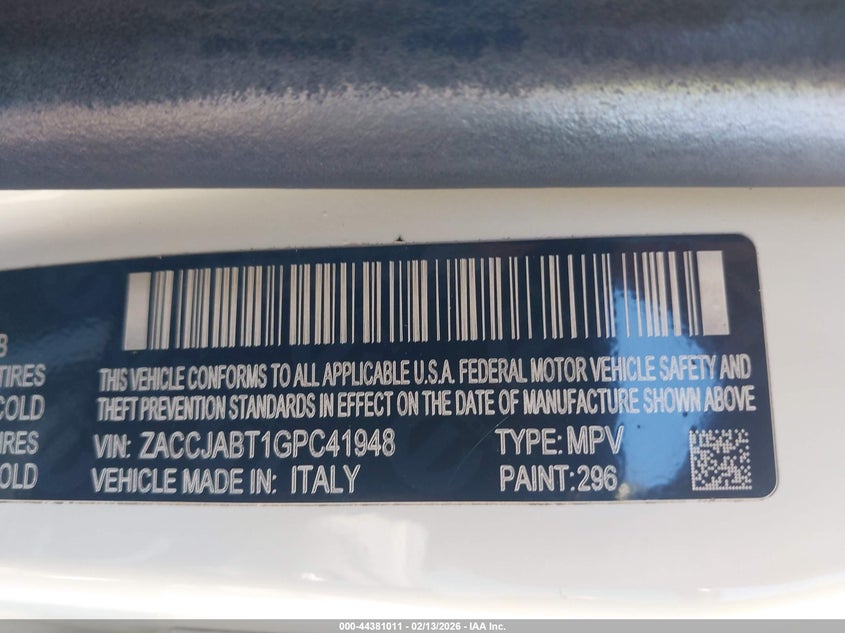 B
TIRES
COLD
IRES
OLD
THIS VEHICLE CONFORMS TO ALL APPLICABLE U.S.A. FEDERAL MOTOR VEHICLE SAFETY AND
THEFT PREVENTION STANDARDS IN EFFECT ON THE DATE OF MANUFACTURE SHOWN ABOVE
VIN: ZACCJABT1GPC41948 TYPE: MPV
VEHICLE MADE IN: ITALY PAINT: 296
000-44381011 — 02/13/2026 — IAA Inc.